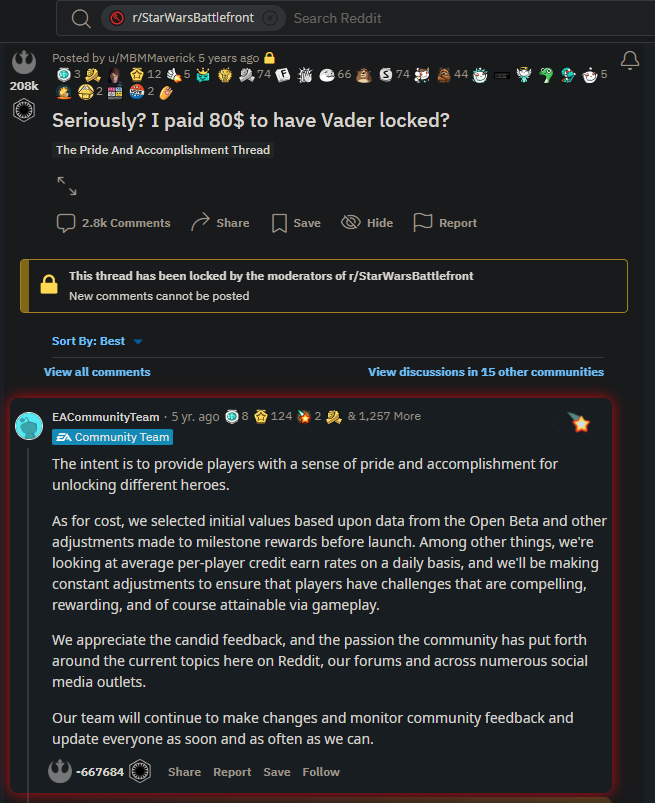 r/StarWarsBattlefront
Search Reddit
Posted by u/MBMMaverick 5 years ago
3 12 5 74 66 74 44 5
208k
2 2
Seriously? I paid 80$ to have Vader locked?
The Pride And Accomplishment Thread
2.8k Comments Share Save Hide Report
This thread has been locked by the moderators of r/StarWarsBattlefront
New comments cannot be posted
Sort By: Best
View all comments View discussions in 15 other communities
EACommunityTeam · 5 yr. ago 8 124 2 & 1,257 More
EA Community Team
The intent is to provide players with a sense of pride and accomplishment for
unlocking different heroes.
As for cost, we selected initial values based upon data from the Open Beta and other
adjustments made to milestone rewards before launch. Among other things, we're
looking at average per-player credit earn rates on a daily basis, and we'll be making
constant adjustments to ensure that players have challenges that are compelling,
rewarding, and of course attainable via gameplay.
We appreciate the candid feedback, and the passion the community has put forth
around the current topics here on Reddit, our forums and across numerous social
media outlets.
Our team will continue to make changes and monitor community feedback and
update everyone as soon and as often as we can.
-667684 Share Report Save Follow